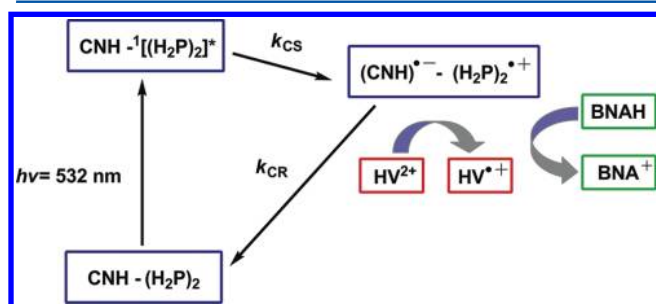 CNH -¹[(H₂P)₂]*
k_CS
(CNH)•− - (H₂P)₂•+
BNAH
hν= 532 nm
k_CR
HV²⁺
HV•+
BNA⁺
CNH - (H₂P)₂